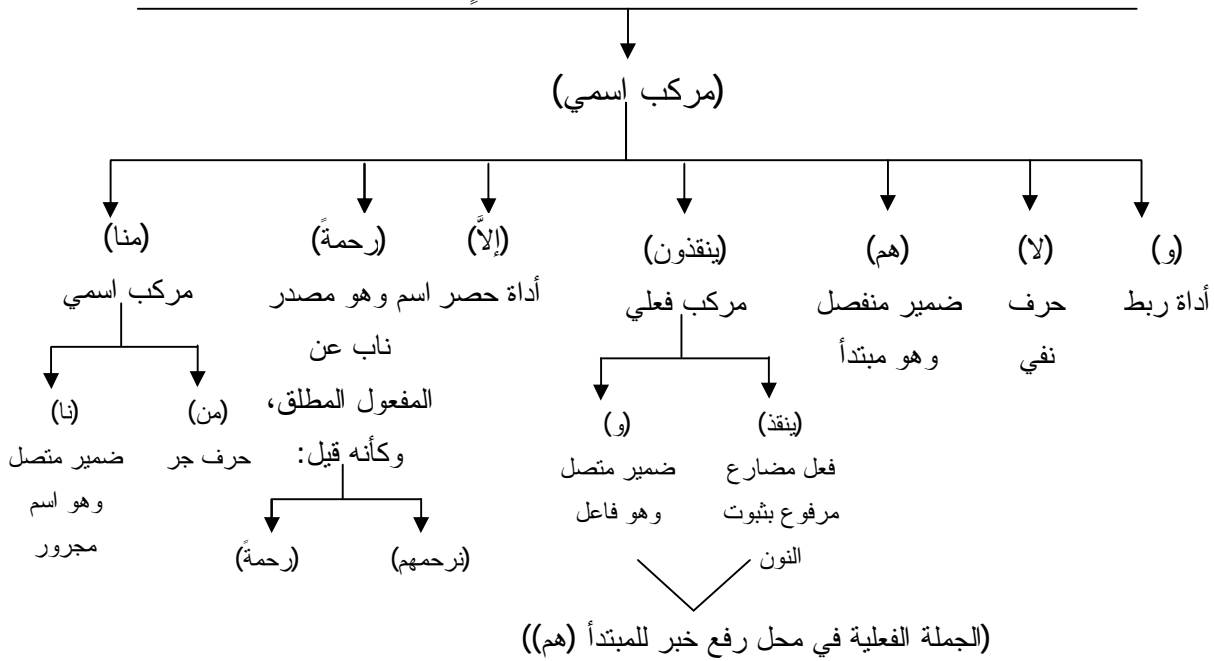 (مركب اسمي)
(و) (لا) (هم) (ينقذون) (إلاَّ) (رحمةً) (منا)
أداة ربط حرف ضمير منفصل مركب فعلي أداة حصر اسم وهو مصدر مركب اسمي
نفي وهو مبتدأ ناب عن
المفعول المطلق،
(ينقذ) (و) وكأنه قيل: (من) (نا)
فعل مضارع ضمير متصل حرف جر ضمير متصل
مرفوع بثبوت وهو فاعل وهو اسم
النون (نرحمهم) (رحمةً) مجرور
(الجملة الفعلية في محل رفع خبر للمبتدأ (هم))